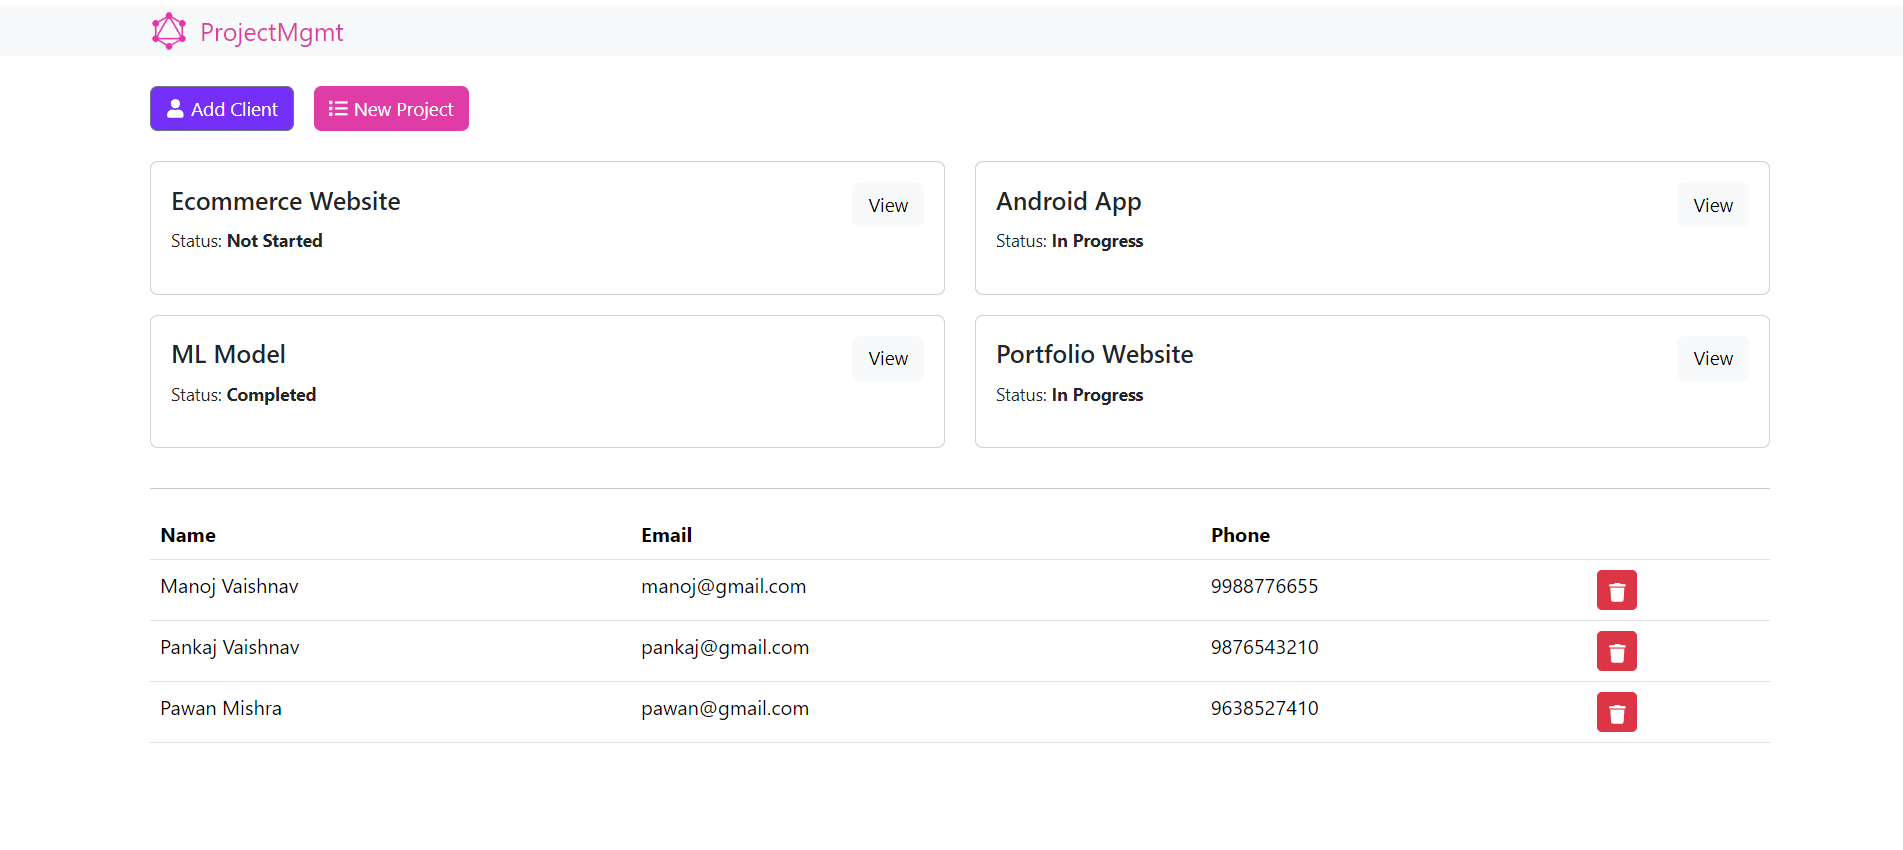 ProjectMgmt
Add Client New Project
Ecommerce Website View
Status: Not Started
Android App View
Status: In Progress
ML Model View
Status: Completed
Portfolio Website View
Status: In Progress
Name Email Phone
Manoj Vaishnav manoj@gmail.com 9988776655
Pankaj Vaishnav pankaj@gmail.com 9876543210
Pawan Mishra pawan@gmail.com 9638527410